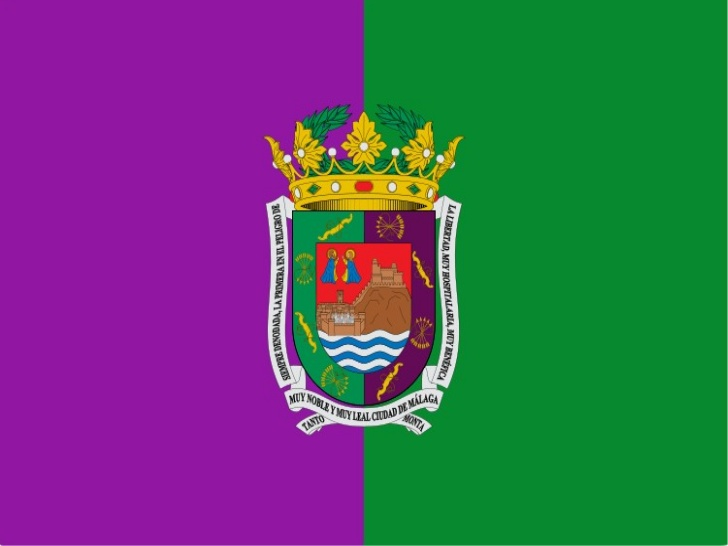 SIEMPRE DENODADA, LA PRIMERA EN EL PELIGRO DE
LA LIBERTAD, MUY HOSPITALARIA, MUY BENÉFICA
MUY NOBLE Y MUY LEAL CIUDAD DE MÁLAGA
TANTO MONTA